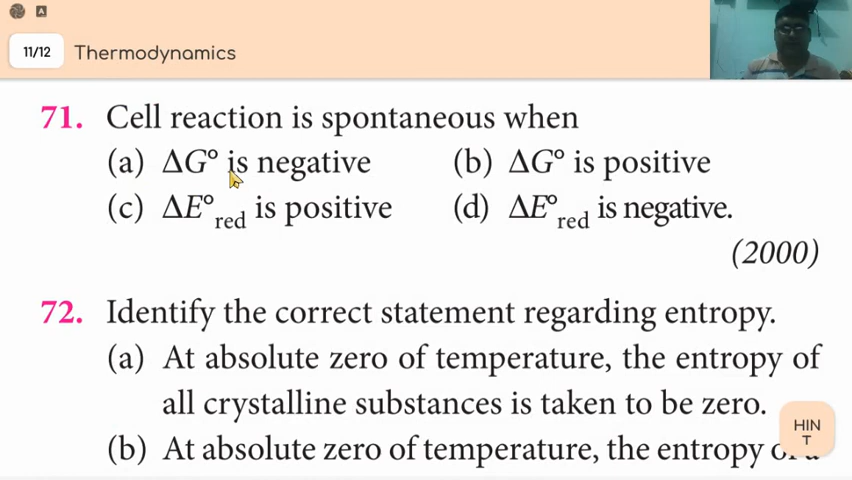 11/12 Thermodynamics
71. Cell reaction is spontaneous when
(a) ΔG° is negative (b) ΔG° is positive
(c) ΔE°red is positive (d) ΔE°red is negative.
(2000)
72. Identify the correct statement regarding entropy.
(a) At absolute zero of temperature, the entropy of
all crystalline substances is taken to be zero.
HIN
T
(b) At absolute zero of temperature, the entropy